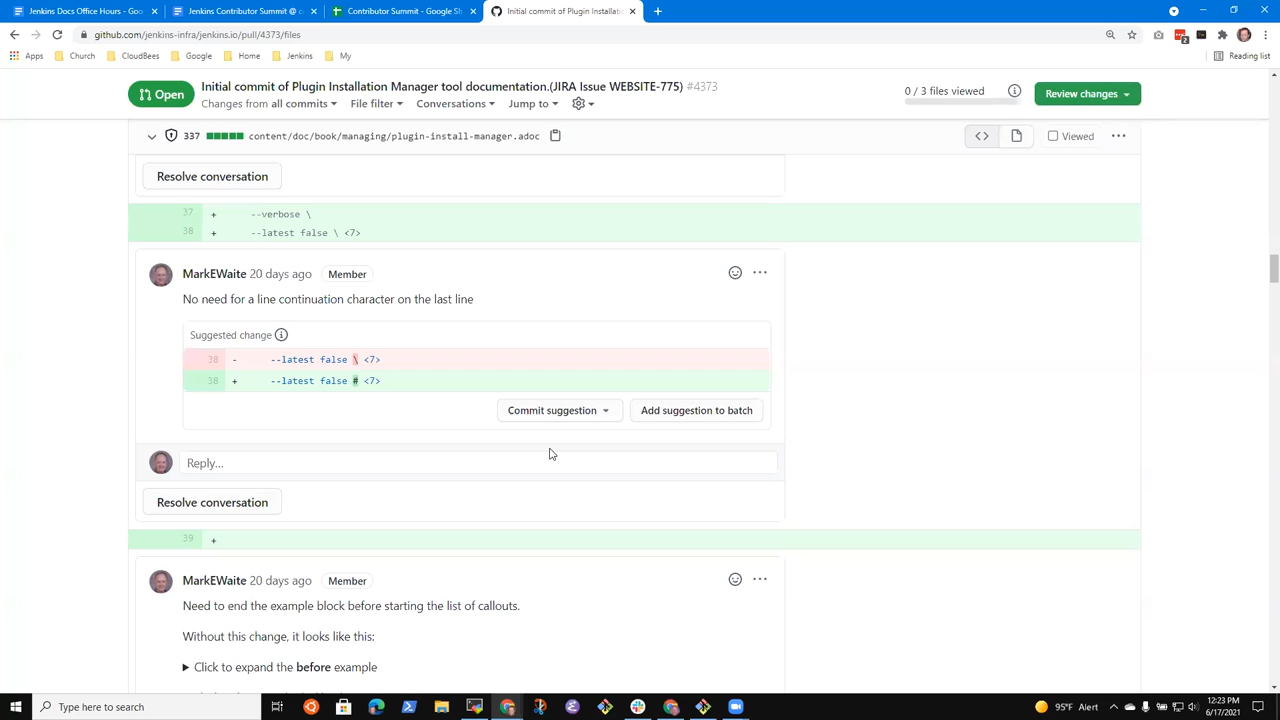 Jenkins Docs Office Hours - Goo
Jenkins Contributor Summit @ c
Contributor Summit - Google Sh
Initial commit of Plugin Installatio
github.com/jenkins-infra/jenkins.io/pull/4373/files
Apps
Church
CloudBees
Google
Home
Jenkins
My
Reading list
Open
Initial commit of Plugin Installation Manager tool documentation.(JIRA Issue WEBSITE-775) #4373
Changes from all commits
File filter
Conversations
Jump to
0 / 3 files viewed
Review changes
337
content/doc/book/managing/plugin-install-manager.adoc
Viewed
Resolve conversation
37 + --verbose \
38 + --latest false \ <7>
MarkEWaite 20 days ago Member
No need for a line continuation character on the last line
Suggested change
38 - --latest false \ <7>
38 + --latest false # <7>
Commit suggestion
Add suggestion to batch
Reply...
Resolve conversation
39 +
MarkEWaite 20 days ago Member
Need to end the example block before starting the list of callouts.
Without this change, it looks like this:
Click to expand the before example
Type here to search
95°F Alert
12:23 PM
6/17/2021